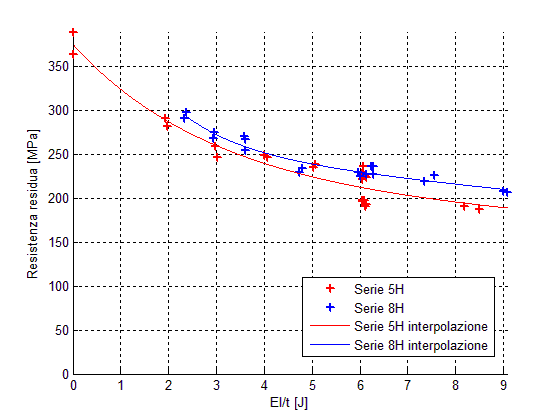 Resistenza residua [MPa]
350
300
250
200
150
100
50
0
0 1 2 3 4 5 6 7 8 9
EI/t [J]
Serie 5H
Serie 8H
Serie 5H interpolazione
Serie 8H interpolazione